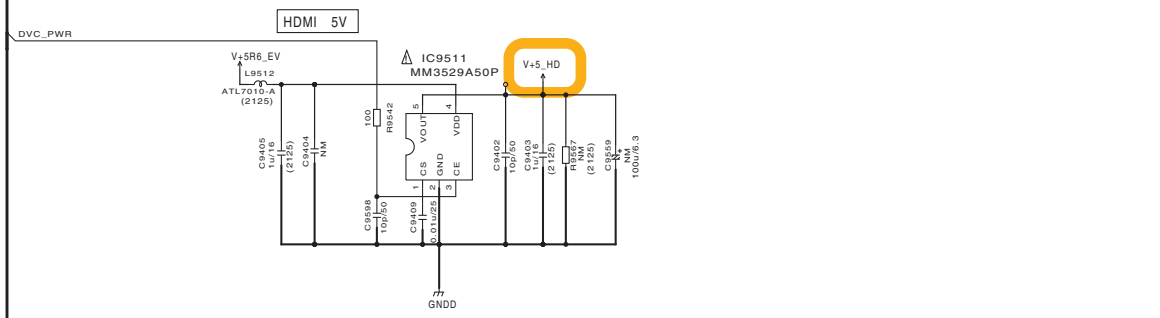 HDMI 5V
DVC_PWR
V+5R6_EV
L9512
ATL7010-A
(2125)
IC9511
MM3529A50P
V+5_HD
100
R9542
5
4
VOUT
VDD
CS
GND
CE
1
2
3
C9405
1u/16
(2125)
C9404
NM
C9598
10p/50
C9409
0.01u/25
C9402
10p/50
C9403
1u/16
(2125)
R9567
NM
(2125)
C9559
NM
100u/6.3
+
GNDD